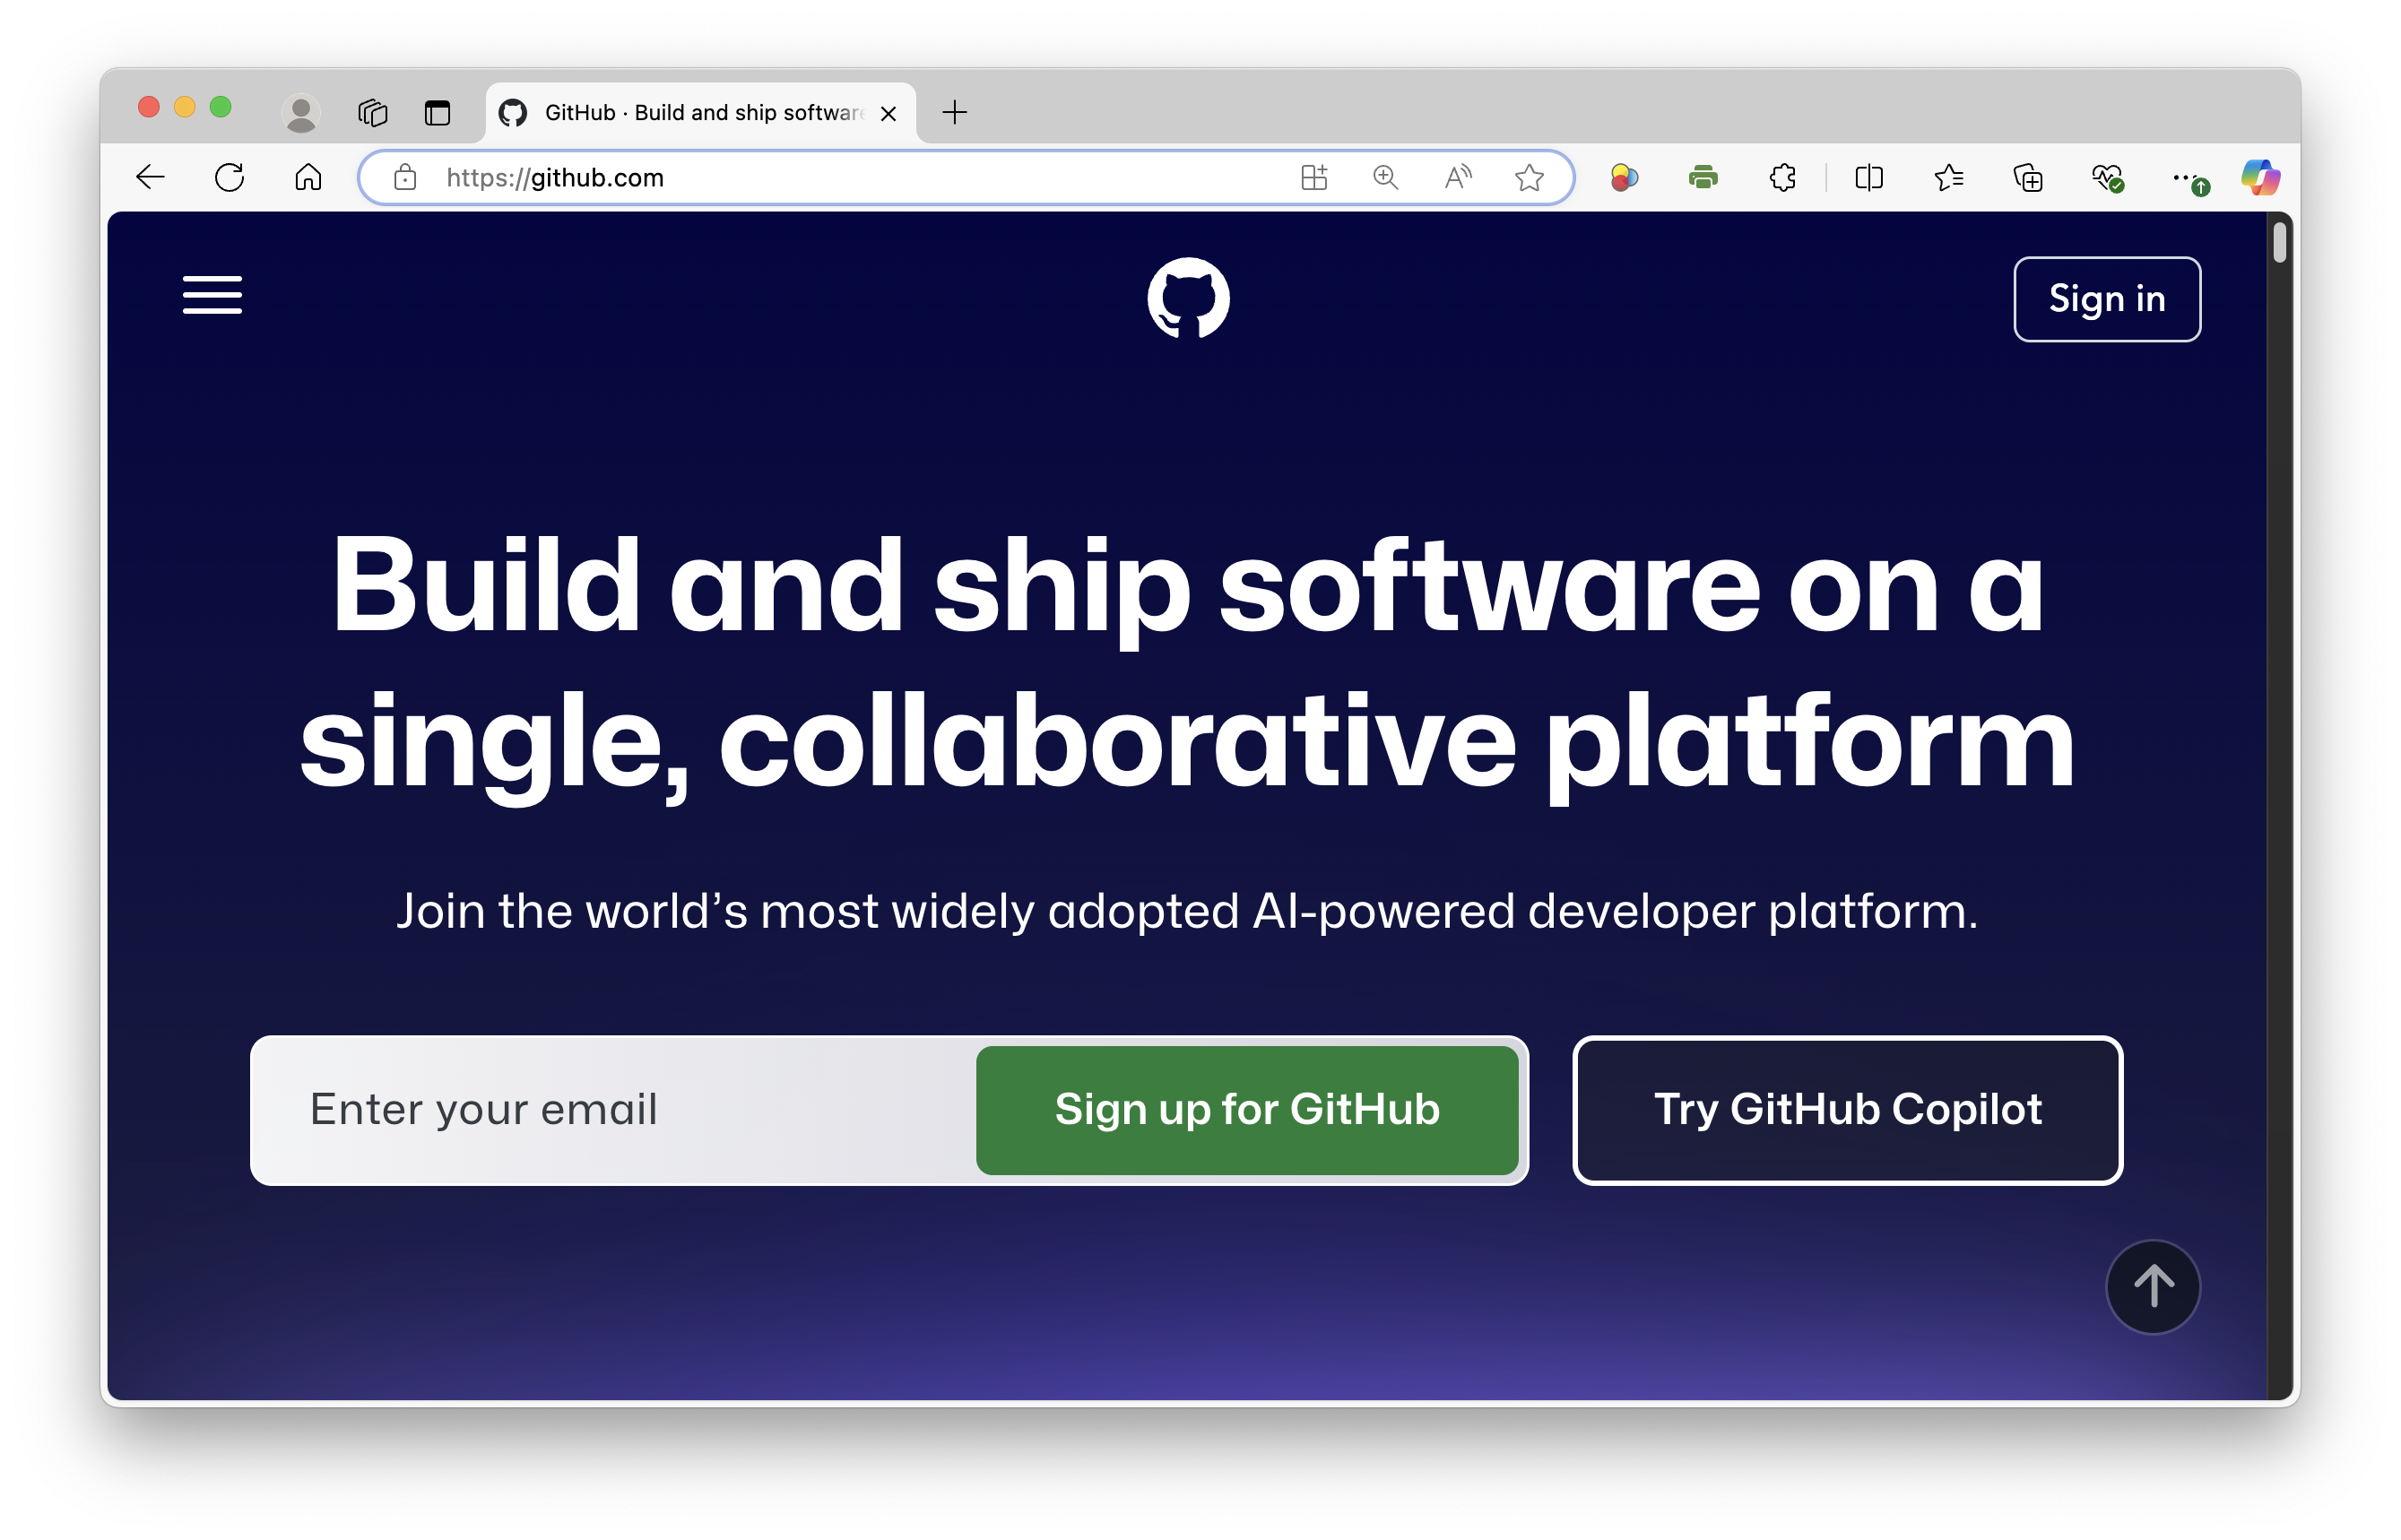 GitHub · Build and ship software
https://github.com
Sign in
Build and ship software on a
single, collaborative platform
Join the world’s most widely adopted AI-powered developer platform.
Enter your email
Sign up for GitHub
Try GitHub Copilot